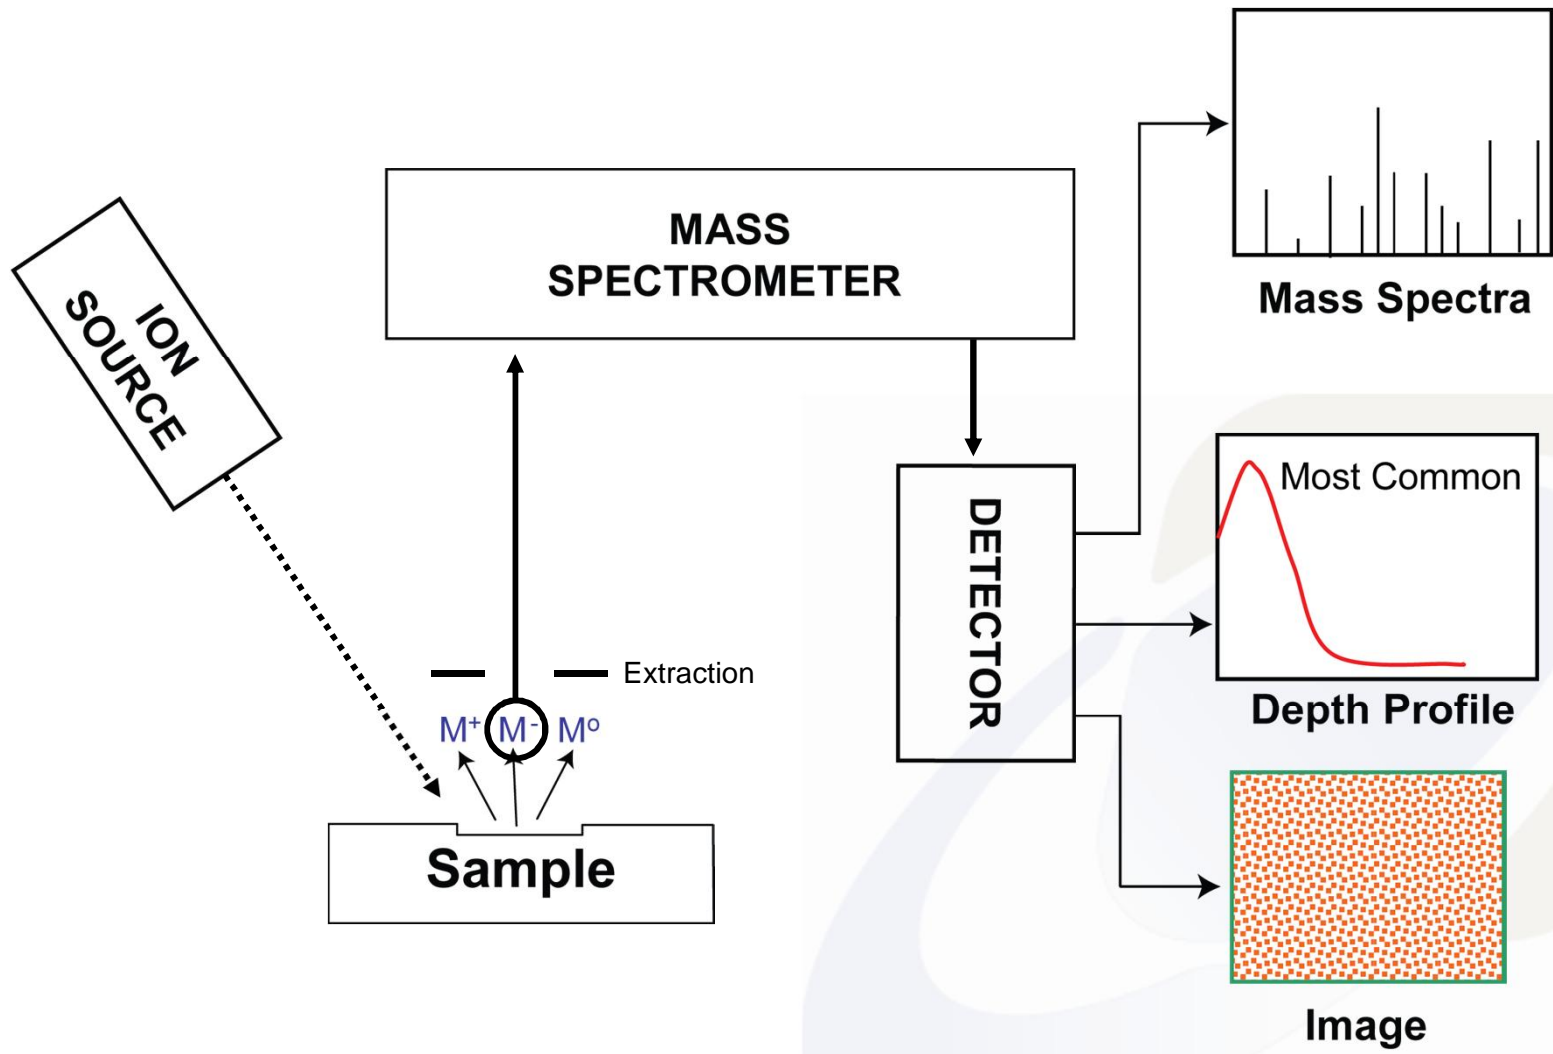 ION
SOURCE
MASS
SPECTROMETER
Mass Spectra
DETECTOR
Most Common
Depth Profile
Extraction
M⁺ M⁻ Mᵒ
Sample
Image